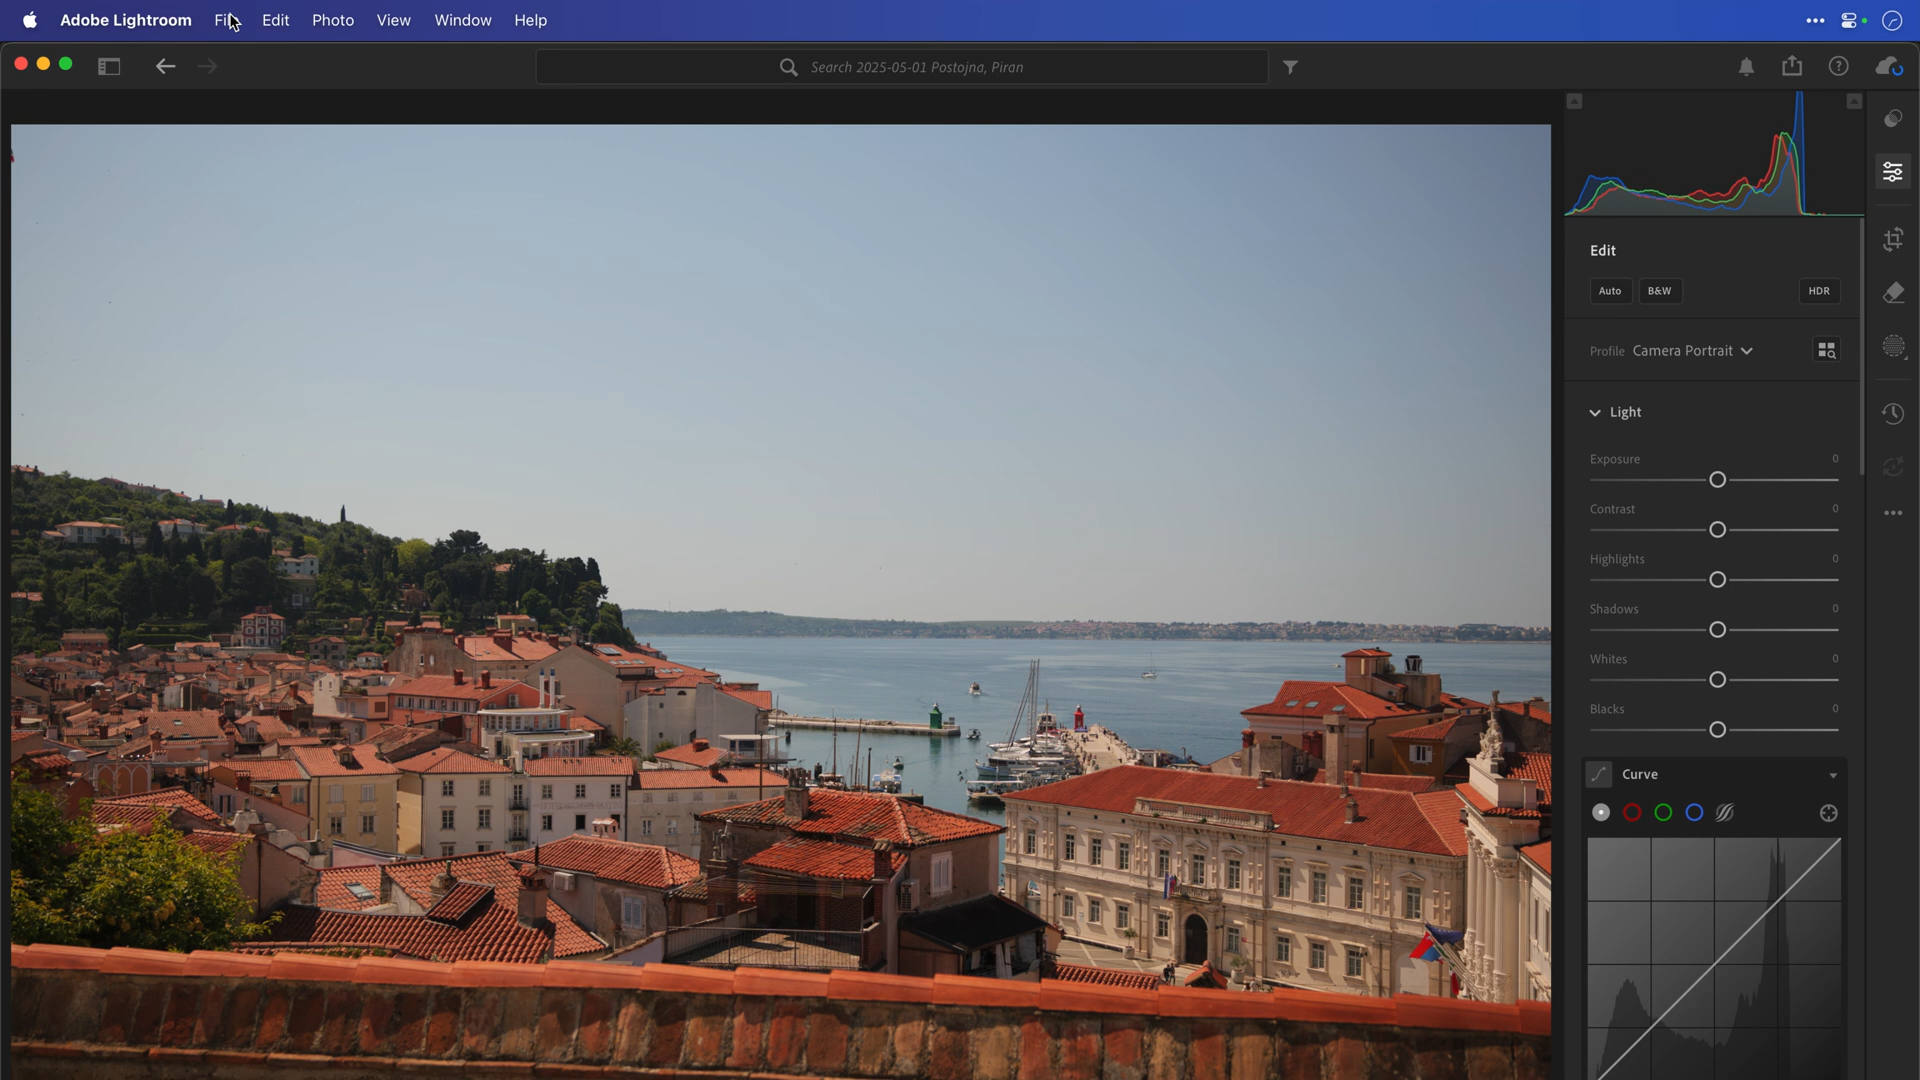 Adobe Lightroom File Edit Photo View Window Help
Search 2025-05-01 Postojna, Piran
Edit
Auto B&W HDR
Profile Camera Portrait
Light
Exposure 0
Contrast 0
Highlights 0
Shadows 0
Whites 0
Blacks 0
Curve